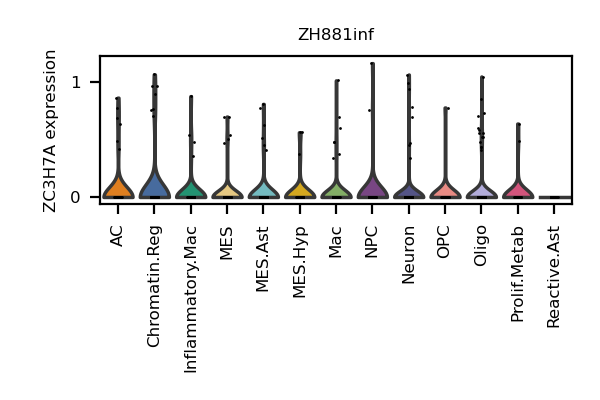 ZH881inf
ZC3H7A expression
1
0
AC
Chromatin.Reg
Inflammatory.Mac
MES
MES.Ast
MES.Hyp
Mac
NPC
Neuron
OPC
Oligo
Prolif.Metab
Reactive.Ast